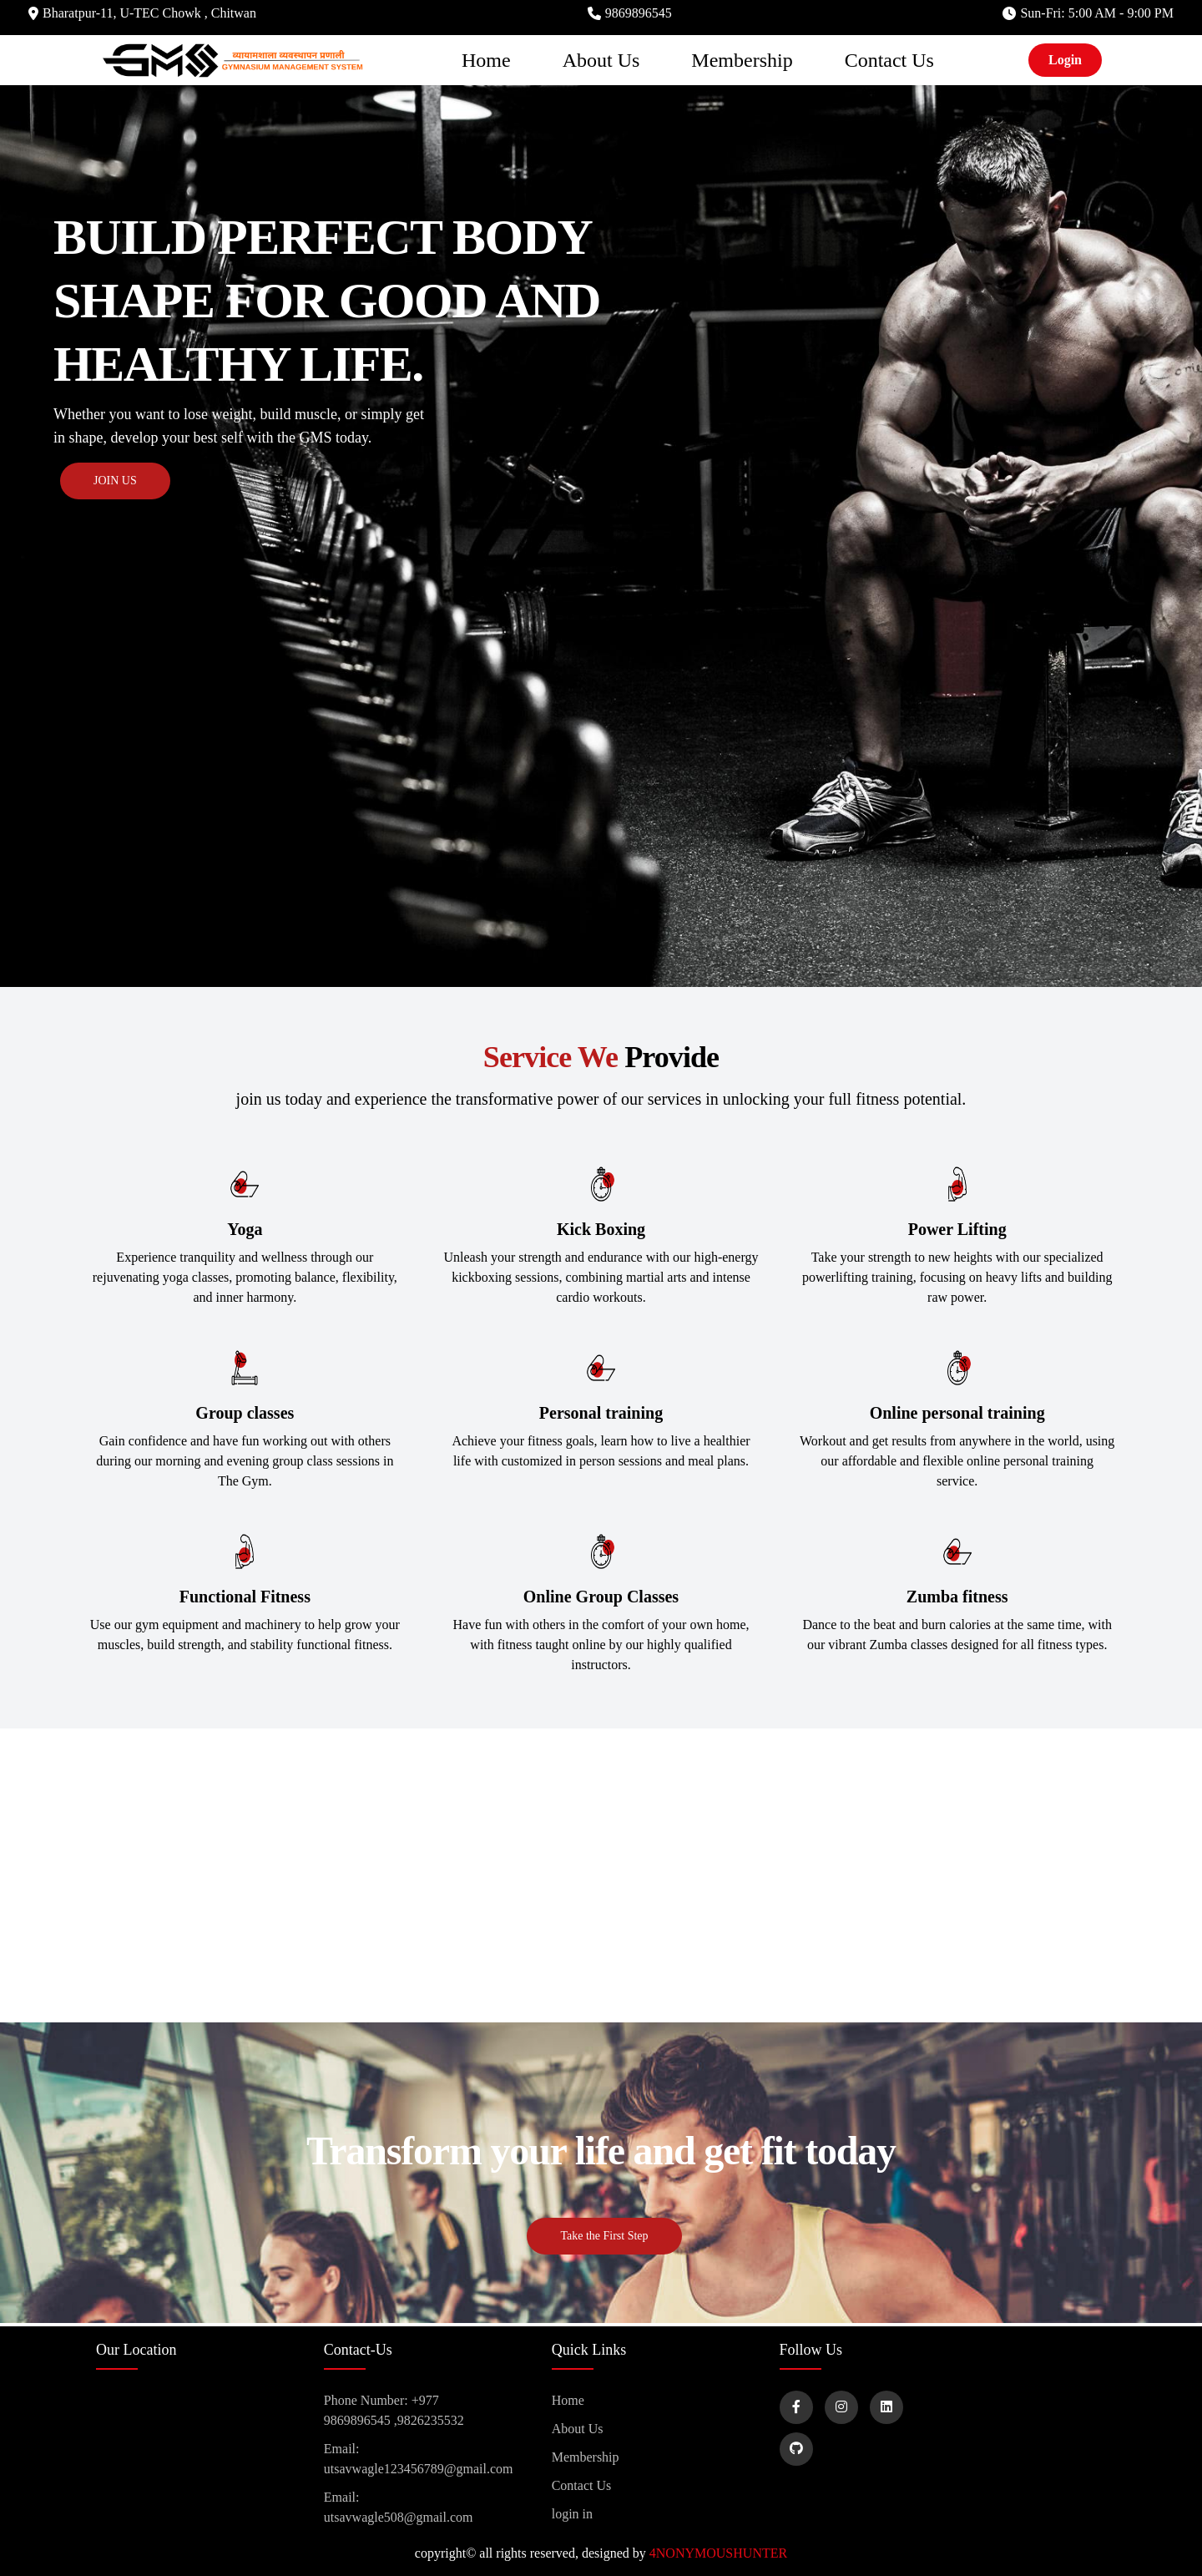 Bharatpur-11, U-TEC Chowk , Chitwan
9869896545
Sun-Fri: 5:00 AM - 9:00 PM
GMS
व्यायामशाला व्यवस्थापन प्रणाली
GYMNASIUM MANAGEMENT SYSTEM
Home
About Us
Membership
Contact Us
Login
BUILD PERFECT BODY
SHAPE FOR GOOD AND
HEALTHY LIFE.
Whether you want to lose weight, build muscle, or simply get
in shape, develop your best self with the GMS today.
JOIN US
Service We Provide
join us today and experience the transformative power of our services in unlocking your full fitness potential.
Yoga
Experience tranquility and wellness through our
rejuvenating yoga classes, promoting balance, flexibility,
and inner harmony.
Kick Boxing
Unleash your strength and endurance with our high-energy
kickboxing sessions, combining martial arts and intense
cardio workouts.
Power Lifting
Take your strength to new heights with our specialized
powerlifting training, focusing on heavy lifts and building
raw power.
Group classes
Gain confidence and have fun working out with others
during our morning and evening group class sessions in
The Gym.
Personal training
Achieve your fitness goals, learn how to live a healthier
life with customized in person sessions and meal plans.
Online personal training
Workout and get results from anywhere in the world, using
our affordable and flexible online personal training
service.
Functional Fitness
Use our gym equipment and machinery to help grow your
muscles, build strength, and stability functional fitness.
Online Group Classes
Have fun with others in the comfort of your own home,
with fitness taught online by our highly qualified
instructors.
Zumba fitness
Dance to the beat and burn calories at the same time, with
our vibrant Zumba classes designed for all fitness types.
Transform your life and get fit today
Take the First Step
Our Location
Contact-Us
Phone Number: +977
9869896545 ,9826235532
Email:
utsavwagle123456789@gmail.com
Email:
utsavwagle508@gmail.com
Quick Links
Home
About Us
Membership
Contact Us
login in
Follow Us
copyright© all rights reserved, designed by 4NONYMOUSHUNTER